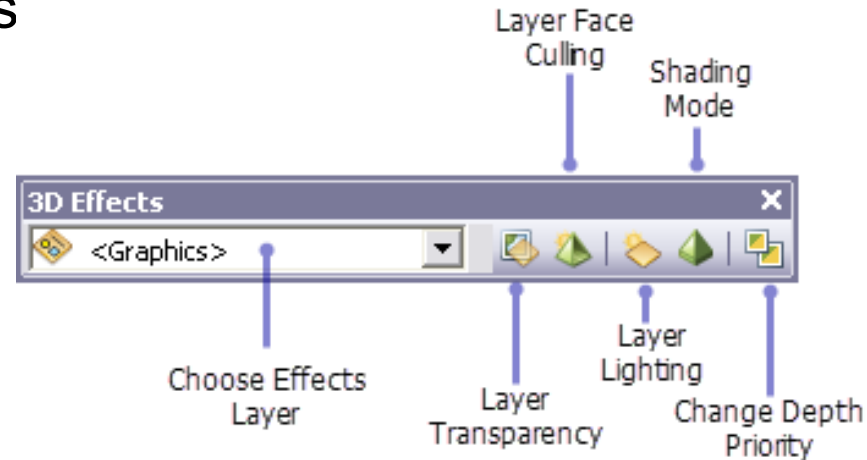 s
Layer Face
Culling
Shading
Mode
3D Effects
<Graphics>
Choose Effects
Layer
Layer
Transparency
Layer
Lighting
Change Depth
Priority